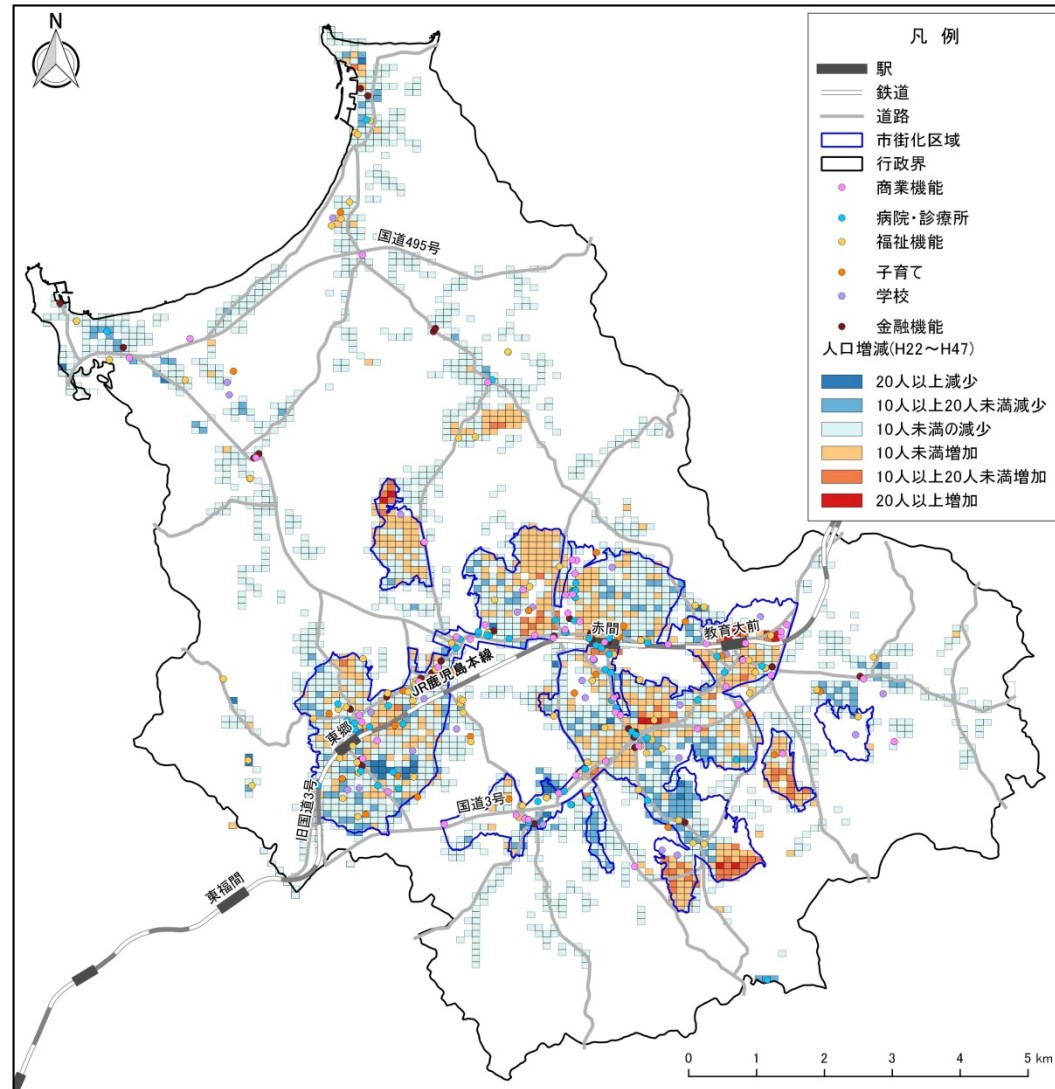 N
凡 例
駅
鉄道
道路
市街化区域
行政界
商業機能
病院・診療所
福祉機能
子育て
学校
金融機能
人口増減(H22～H47)
20人以上減少
10人以上20人未満減少
10人未満の減少
10人未満増加
10人以上20人未満増加
20人以上増加
国道495号
赤間
教育大前
JR鹿児島本線
東郷
国道3号
旧国道3号
東福間
0 1 2 3 4 5 km